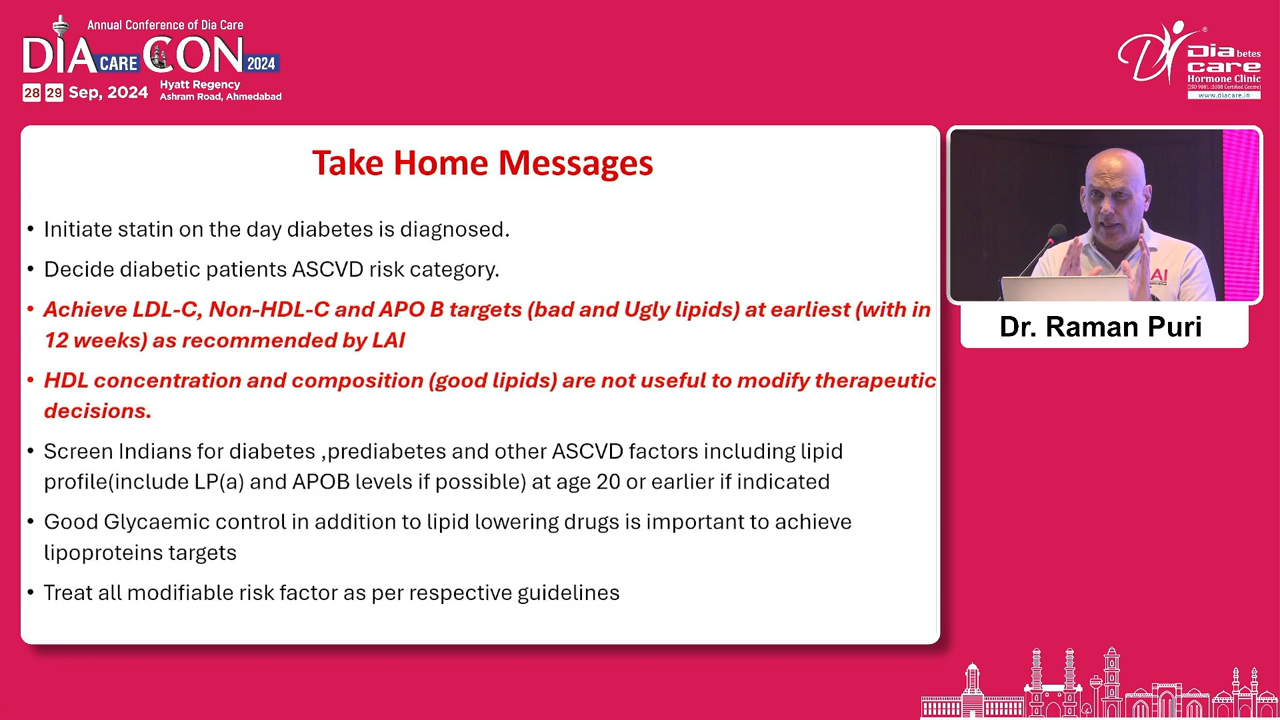 Annual Conference of Dia Care
DIA CARE CON 2024
28 29 Sep, 2024
Hyatt Regency
Ashram Road, Ahmedabad
Diabetes
care
Hormone Clinic
(ISO 9001 :2008 Certified Centre)
www.diacare.in
Take Home Messages
• Initiate statin on the day diabetes is diagnosed.
• Decide diabetic patients ASCVD risk category.
• Achieve LDL-C, Non-HDL-C and APO B targets (bad and Ugly lipids) at earliest (with in
12 weeks) as recommended by LAI
• HDL concentration and composition (good lipids) are not useful to modify therapeutic
decisions.
• Screen Indians for diabetes ,prediabetes and other ASCVD factors including lipid
profile(include LP(a) and APOB levels if possible) at age 20 or earlier if indicated
• Good Glycaemic control in addition to lipid lowering drugs is important to achieve
lipoproteins targets
• Treat all modifiable risk factor as per respective guidelines
Dr. Raman Puri